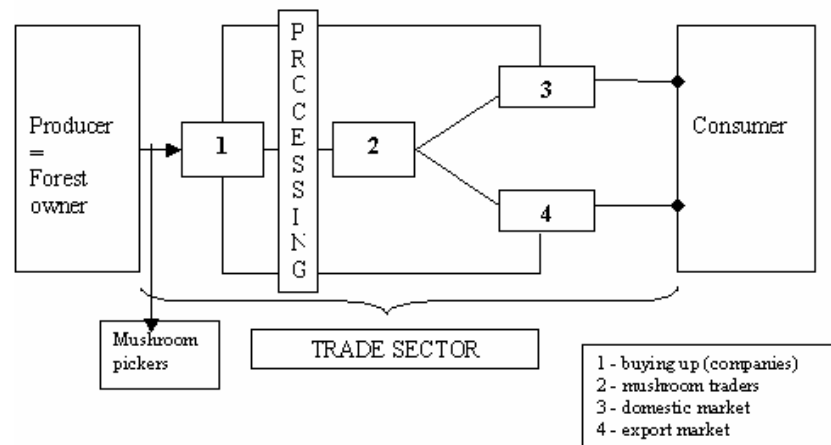 Producer
=
Forest
owner
1
PRCCESSING
2
3
4
Consumer
Mushroom
pickers
TRADE SECTOR
1 - buying up (companies)
2 - mushroom traders
3 - domestic market
4 - export market